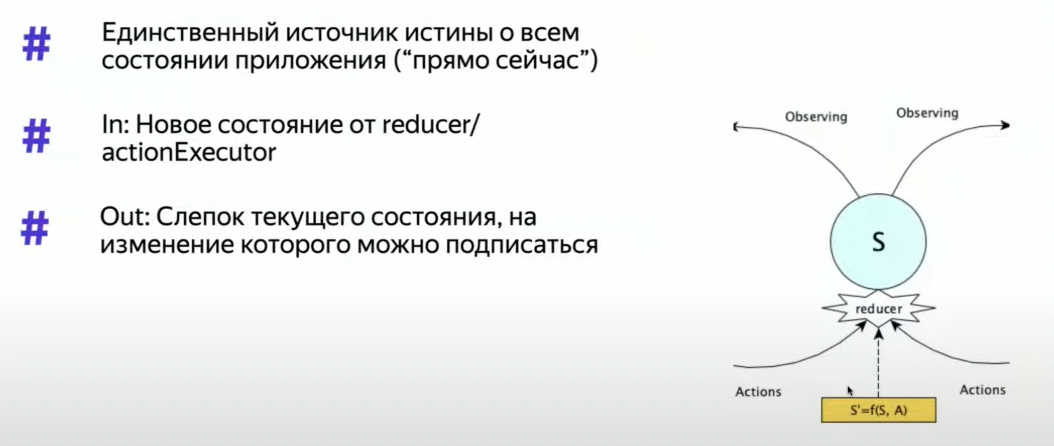 # Единственный источник истины о всем
состоянии приложения (“прямо сейчас”)
# In: Новое состояние от reducer/
actionExecutor
# Out: Слепок текущего состояния, на
изменение которого можно подписаться
Observing
Observing
S
reducer
Actions
Actions
S'=f(S, A)